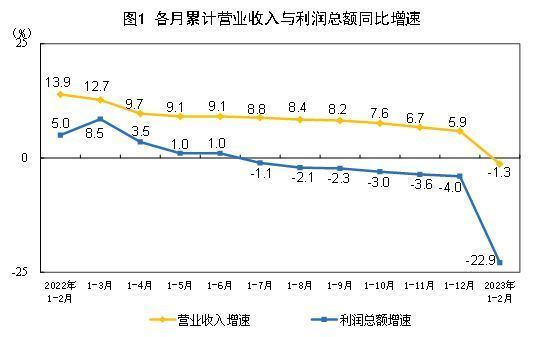 图1 各月累计营业收入与利润总额同比增速
(%)
25
13.9 12.7 9.7 9.1 9.1 8.8 8.4 8.2 7.6 6.7 5.9
5.0 8.5 3.5 1.0 1.0
0
-1.1 -2.1 -2.3 -3.0 -3.6 -4.0 -1.3
-22.9
-25
2022年 1-3月 1-4月 1-5月 1-6月 1-7月 1-8月 1-9月 1-10月 1-11月 1-12月 2023年
1-2月 1-2月
营业收入增速 利润总额增速